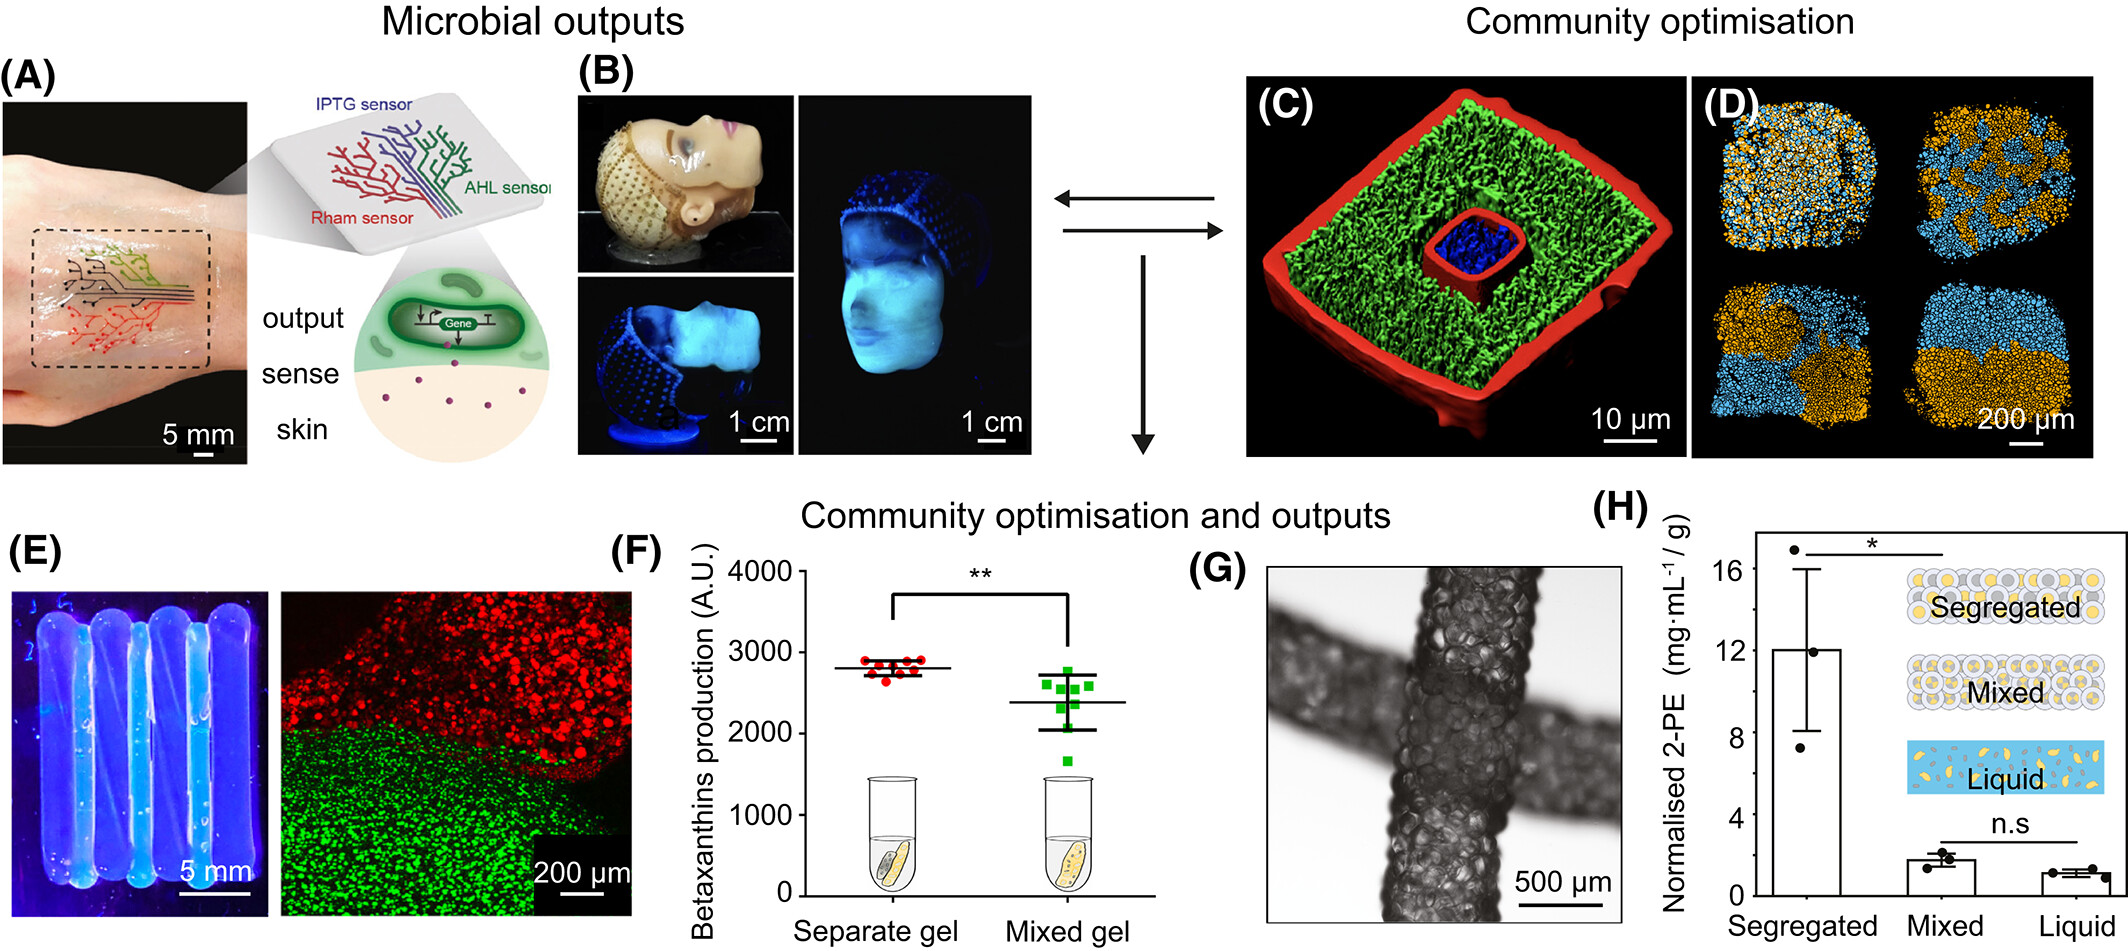 Microbial outputs
Community optimisation
(A)
IPTG sensor
AHL sensor
Rham sensor
output
sense
skin
Gene
5 mm
(B)
1 cm
1 cm
(C)
10 μm
(D)
200 μm
Community optimisation and outputs
(E)
5 mm
200 μm
(F)
Betaxanthins production (A.U.)
4000
3000
2000
1000
0
**
Separate gel
Mixed gel
(G)
500 μm
(H)
Normalised 2-PE (mg·mL⁻¹ / g)
16
12
8
4
0
*
Segregated
Mixed
Liquid
n.s
Segregated
Mixed
Liquid